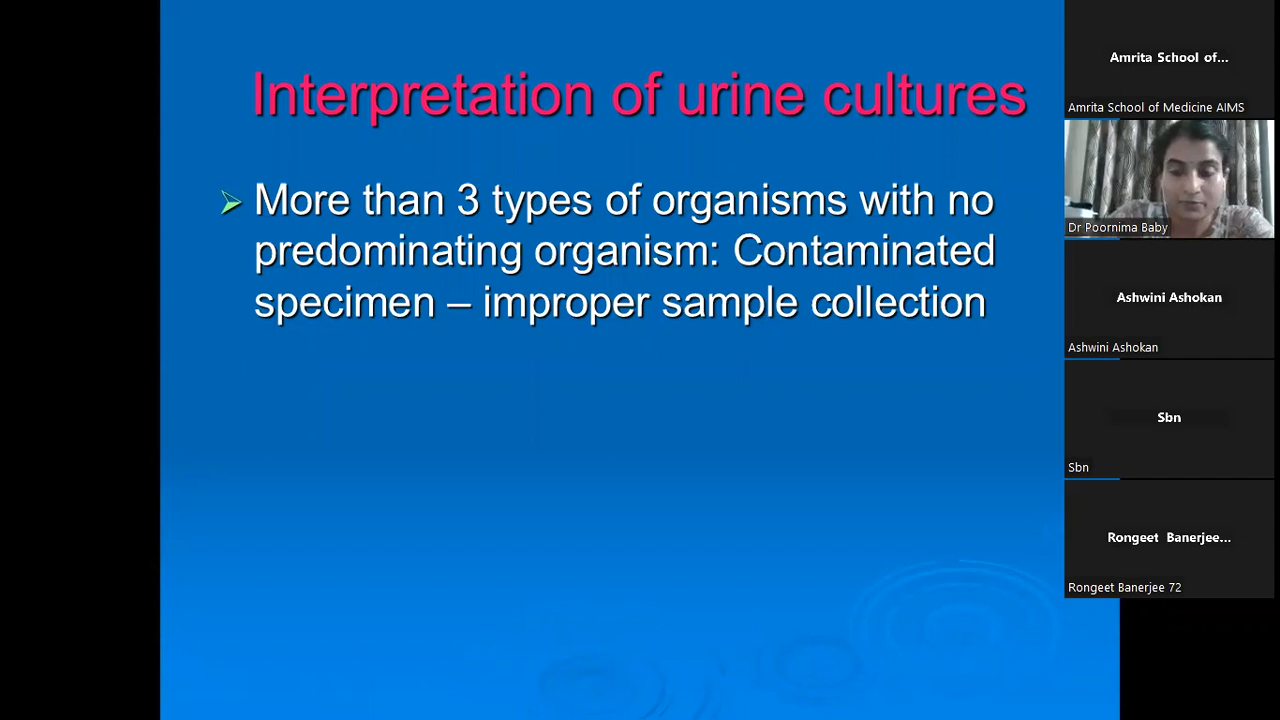 Interpretation of urine cultures
More than 3 types of organisms with no
predominating organism: Contaminated
specimen – improper sample collection
Amrita School of...
Amrita School of Medicine AIMS
Dr Poornima Baby
Ashwini Ashokan
Ashwini Ashokan
Sbn
Sbn
Rongeet Banerjee...
Rongeet Banerjee 72